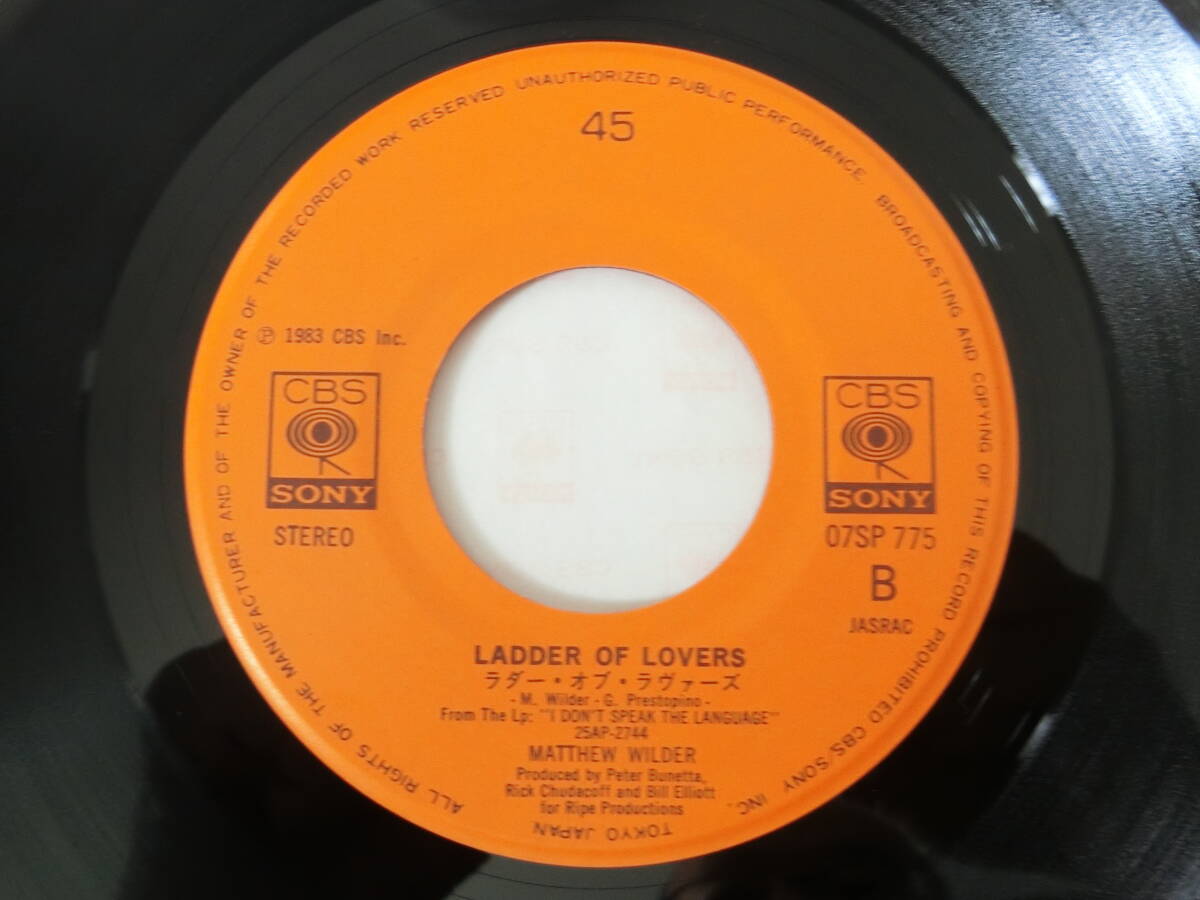 45
ALL RIGHTS OF THE MANUFACTURER AND OF THE OWNER OF THE RECORDED WORK RESERVED UNAUTHORIZED PUBLIC PERFORMANCE. BROADCASTING AND COPYING OF THIS RECORD PROHIBITED CBS/SONY INC.
TOKYO, JAPAN
Ⓟ 1983 CBS Inc.
CBS
SONY
STEREO
CBS
SONY
07SP 775
B
JASRAC
LADDER OF LOVERS
ラダー・オブ・ラヴァーズ
- M. Wilder - G. Prestopino -
From The Lp: "I DON'T SPEAK THE LANGUAGE"
25AP-2744
MATTHEW WILDER
Produced by Peter Bunetta,
Rick Chudacoff and Bill Elliott
for Ripe Productions